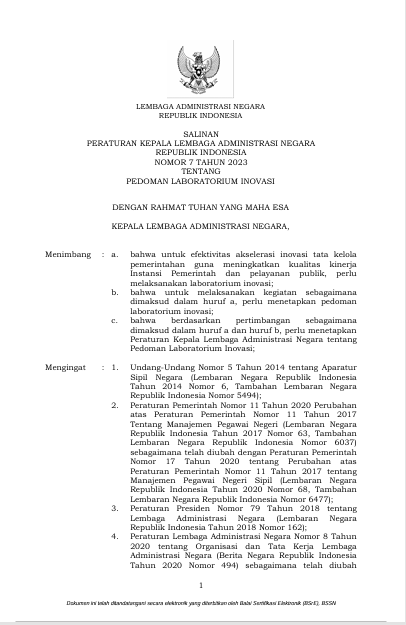 LEMBAGA ADMINISTRASI NEGARA
REPUBLIK INDONESIA
SALINAN
PERATURAN KEPALA LEMBAGA ADMINISTRASI NEGARA
REPUBLIK INDONESIA
NOMOR 7 TAHUN 2023
TENTANG
PEDOMAN LABORATORIUM INOVASI
DENGAN RAHMAT TUHAN YANG MAHA ESA
KEPALA LEMBAGA ADMINISTRASI NEGARA,
Menimbang : a. bahwa untuk efektivitas akselerasi inovasi tata kelola
pemerintahan guna meningkatkan kualitas kinerja
Instansi Pemerintah dan pelayanan publik, perlu
melaksanakan laboratorium inovasi;
b. bahwa untuk melaksanakan kegiatan sebagaimana
dimaksud dalam huruf a, perlu menetapkan pedoman
laboratorium inovasi;
c. bahwa berdasarkan pertimbangan sebagaimana
dimaksud dalam huruf a dan huruf b, perlu menetapkan
Peraturan Kepala Lembaga Administrasi Negara tentang
Pedoman Laboratorium Inovasi;
Mengingat : 1. Undang-Undang Nomor 5 Tahun 2014 tentang Aparatur
Sipil Negara (Lembaran Negara Republik Indonesia
Tahun 2014 Nomor 6, Tambahan Lembaran Negara
Republik Indonesia Nomor 5494);
2. Peraturan Pemerintah Nomor 11 Tahun 2020 Perubahan
atas Peraturan Pemerintah Nomor 11 Tahun 2017
Tentang Manajemen Pegawai Negeri (Lembaran Negara
Republik Indonesia Tahun 2017 Nomor 63, Tambahan
Lembaran Negara Republik Indonesia Nomor 6037)
sebagaimana telah diubah dengan Peraturan Pemerintah
Nomor 17 Tahun 2020 tentang Perubahan atas
Peraturan Pemerintah Nomor 11 Tahun 2017 tentang
Manajemen Pegawai Negeri Sipil (Lembaran Negara
Republik Indonesia Tahun 2020 Nomor 68, Tambahan
Lembaran Negara Republik Indonesia Nomor 6477);
3. Peraturan Presiden Nomor 79 Tahun 2018 tentang
Lembaga Administrasi Negara (Lembaran Negara
Republik Indonesia Tahun 2018 Nomor 162);
4. Peraturan Lembaga Administrasi Negara Nomor 8 Tahun
2020 tentang Organisasi dan Tata Kerja Lembaga
Administrasi Negara (Berita Negara Republik Indonesia
Tahun 2020 Nomor 494) sebagaimana telah diubah
1
Dokumen ini telah ditandatangani secara elektronik yang diterbitkan oleh Balai Sertifikasi Elektronik (BSrE), BSSN